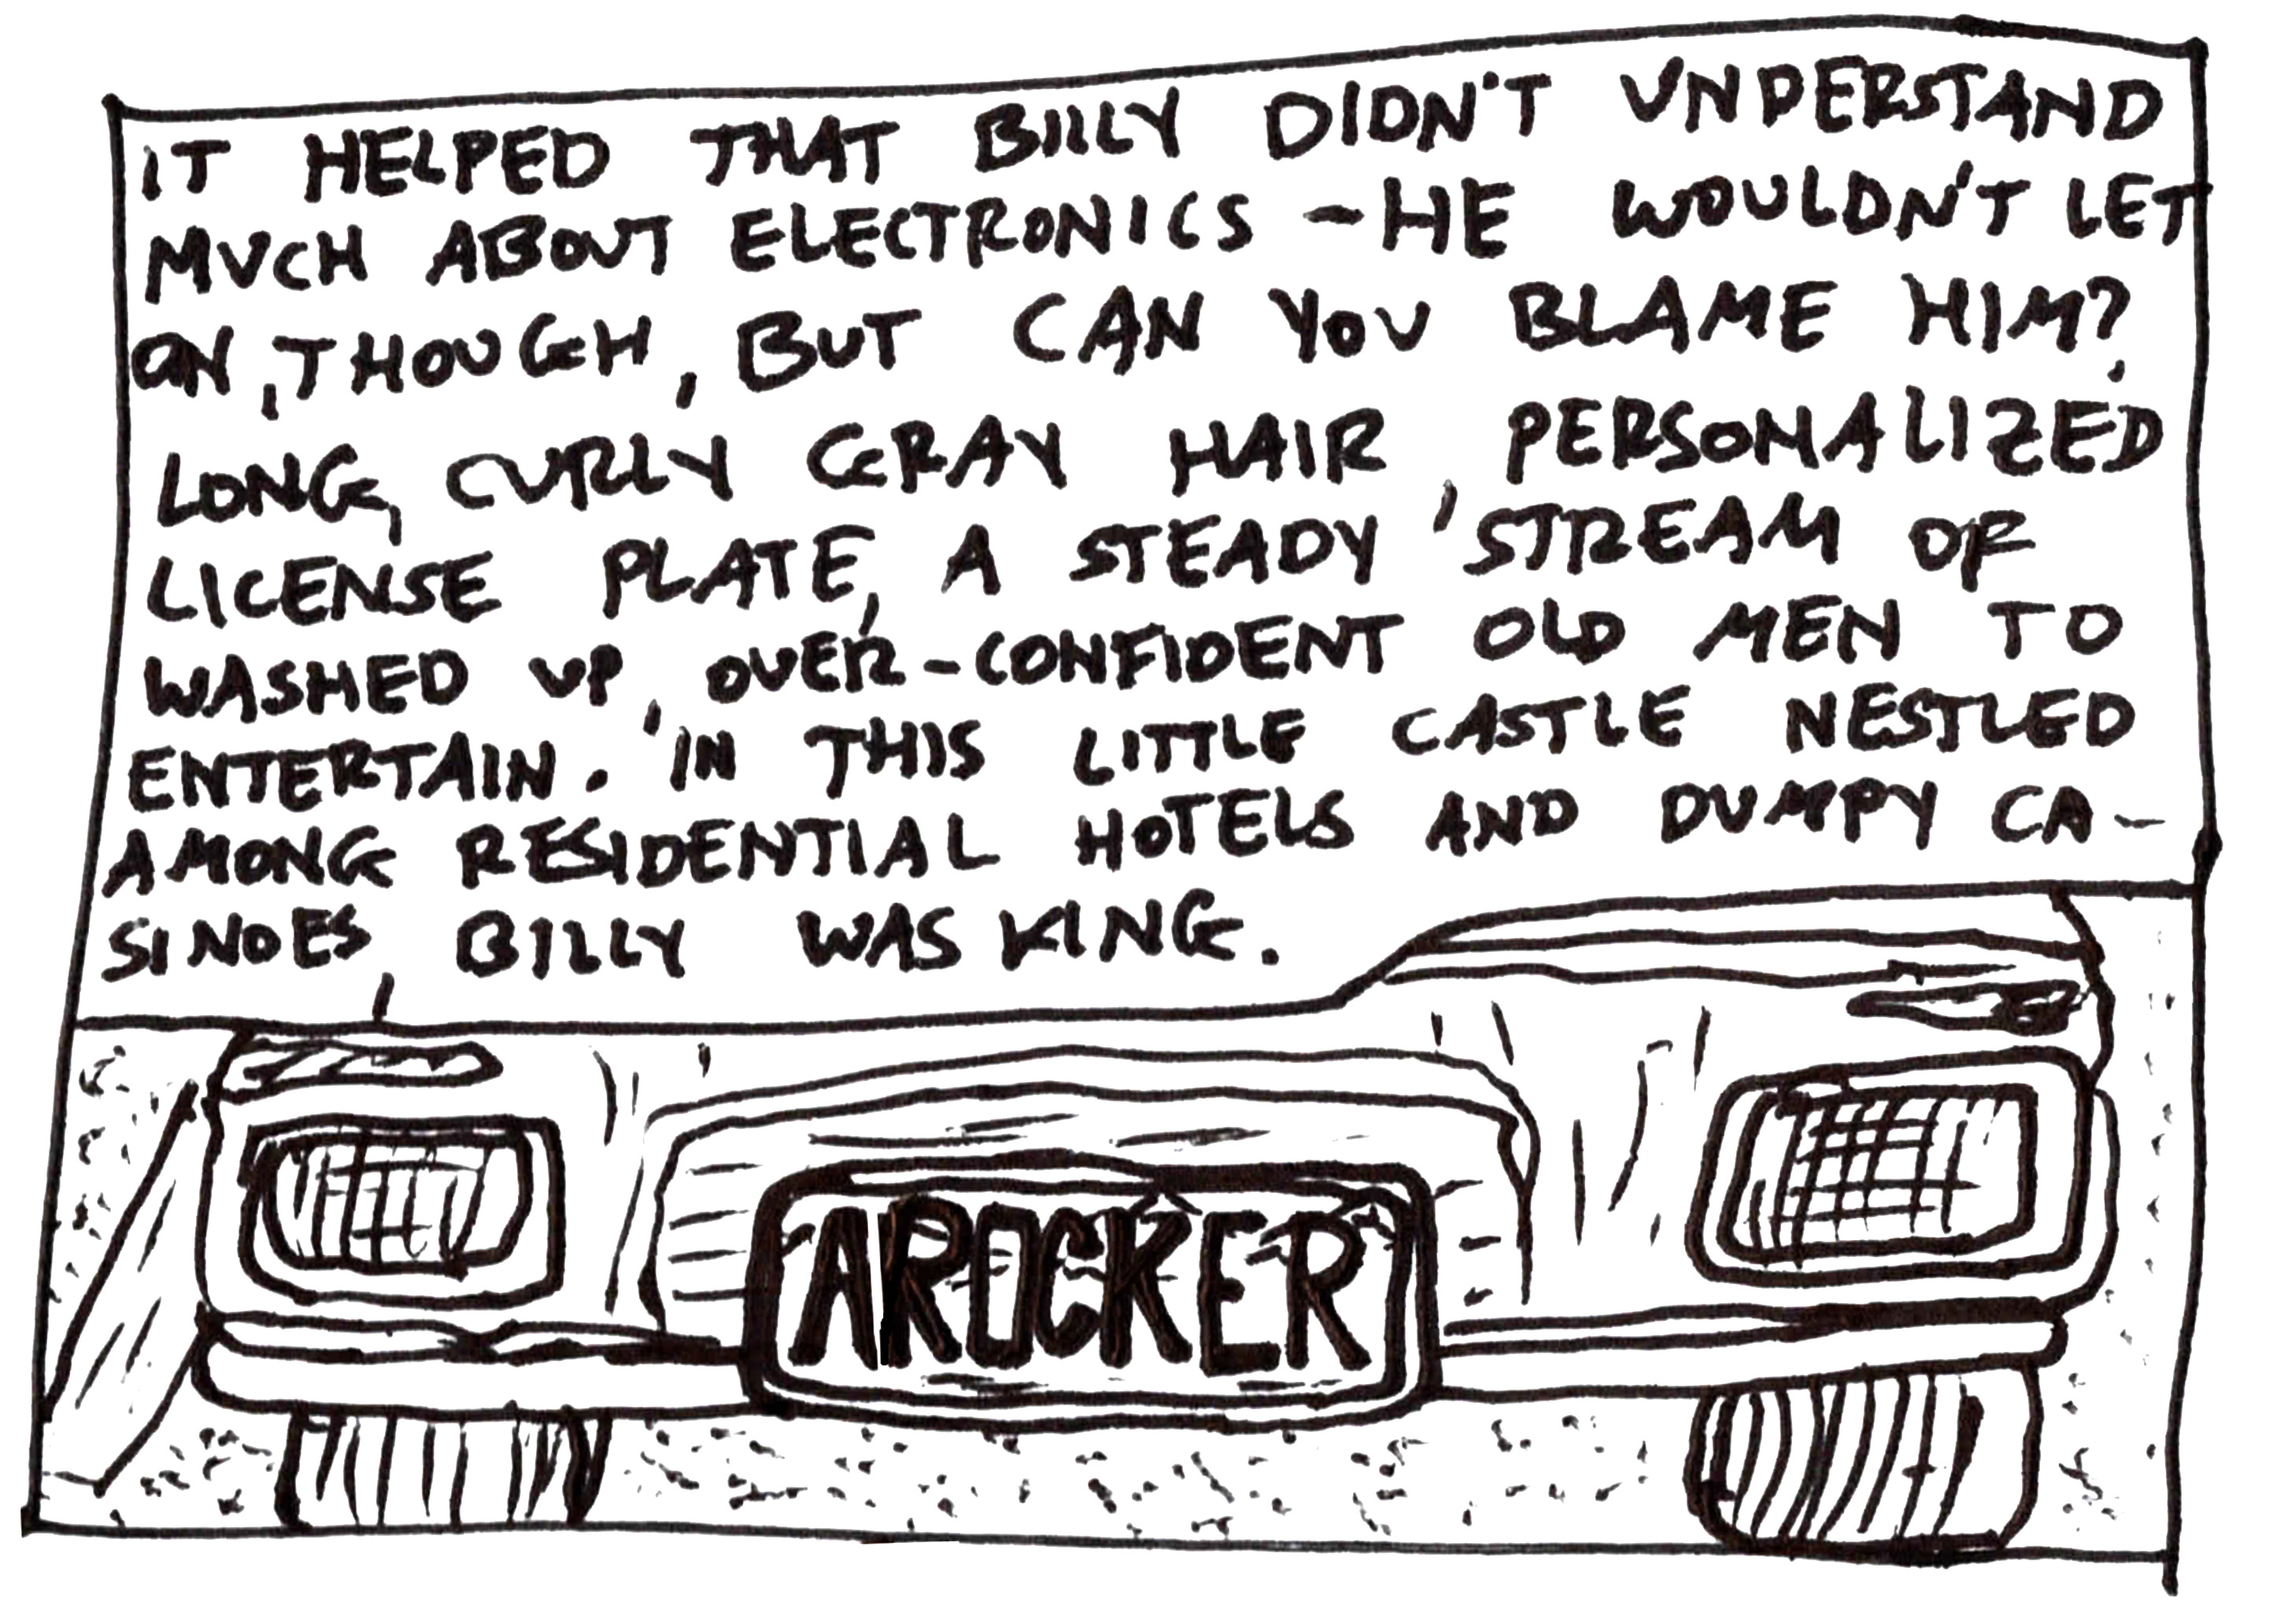 IT HELPED THAT BILLY DIDN'T UNDERSTAND
MUCH ABOUT ELECTRONICS - HE WOULDN'T LET
ON, THOUGH, BUT CAN YOU BLAME HIM?
LONG, CURLY GRAY HAIR, PERSONALIZED
LICENSE PLATE, A STEADY STREAM OF
WASHED UP, OVER-CONFIDENT OLD MEN TO
ENTERTAIN. IN THIS LITTLE CASTLE NESTLED
AMONG RESIDENTIAL HOTELS AND DUMPY CA-
SINOES, BILLY WAS KING.
AROCKER